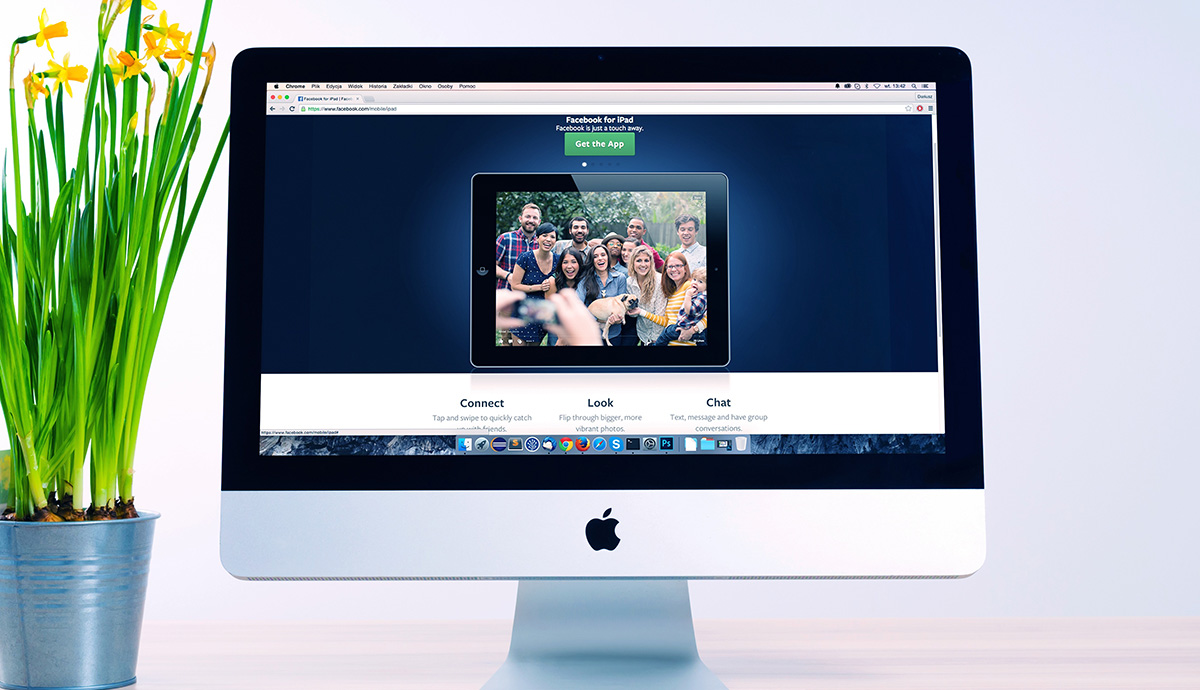 Chrome Plik Edycja Widok Historia Zakładki Okno Osoby Pomoc
wt. 13:42
Facebook for iPad | Faceb
Dariusz
https://www.facebook.com/mobile/ipad
Facebook for iPad
Facebook is just a touch away.
Get the App
Connect
Tap and swipe to quickly catch
up with friends.
Look
Flip through bigger, more
vibrant photos.
Chat
Text, message and have group
conversations.
https://www.facebook.com/mobile/ipad#
S
Ps